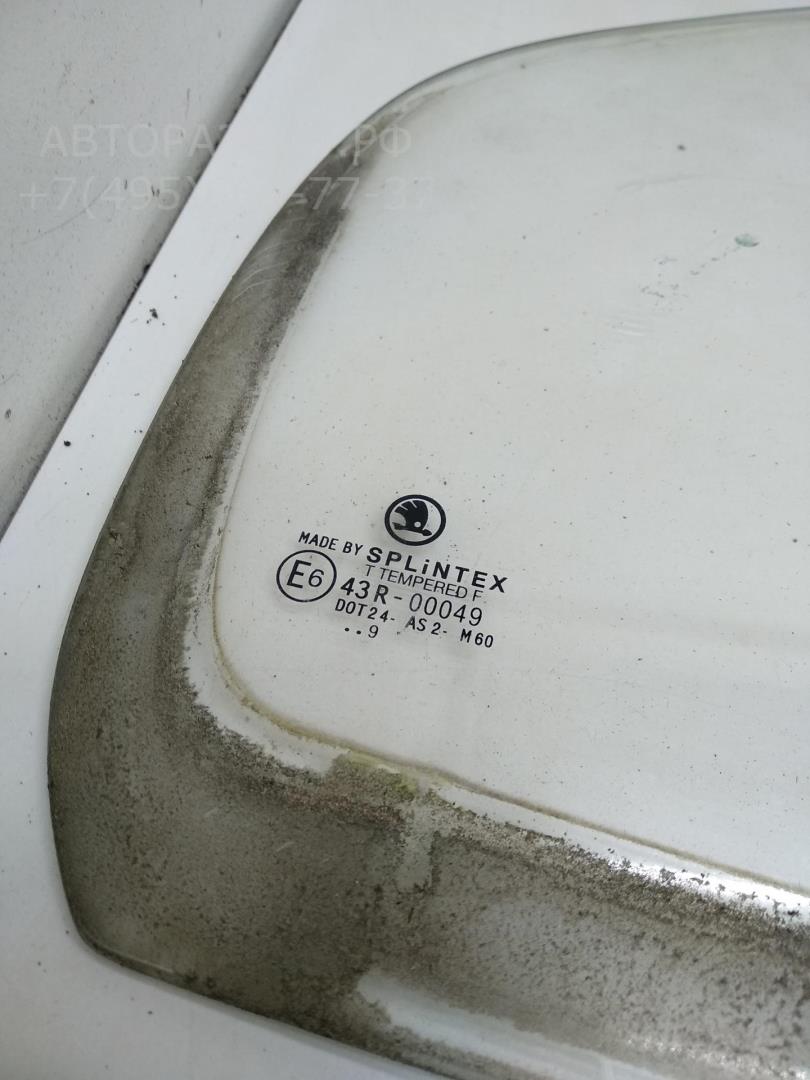 MADE BY SPLiNTEX
T TEMPERED F
E6 43R-00049
DOT24- AS2- M60
..9